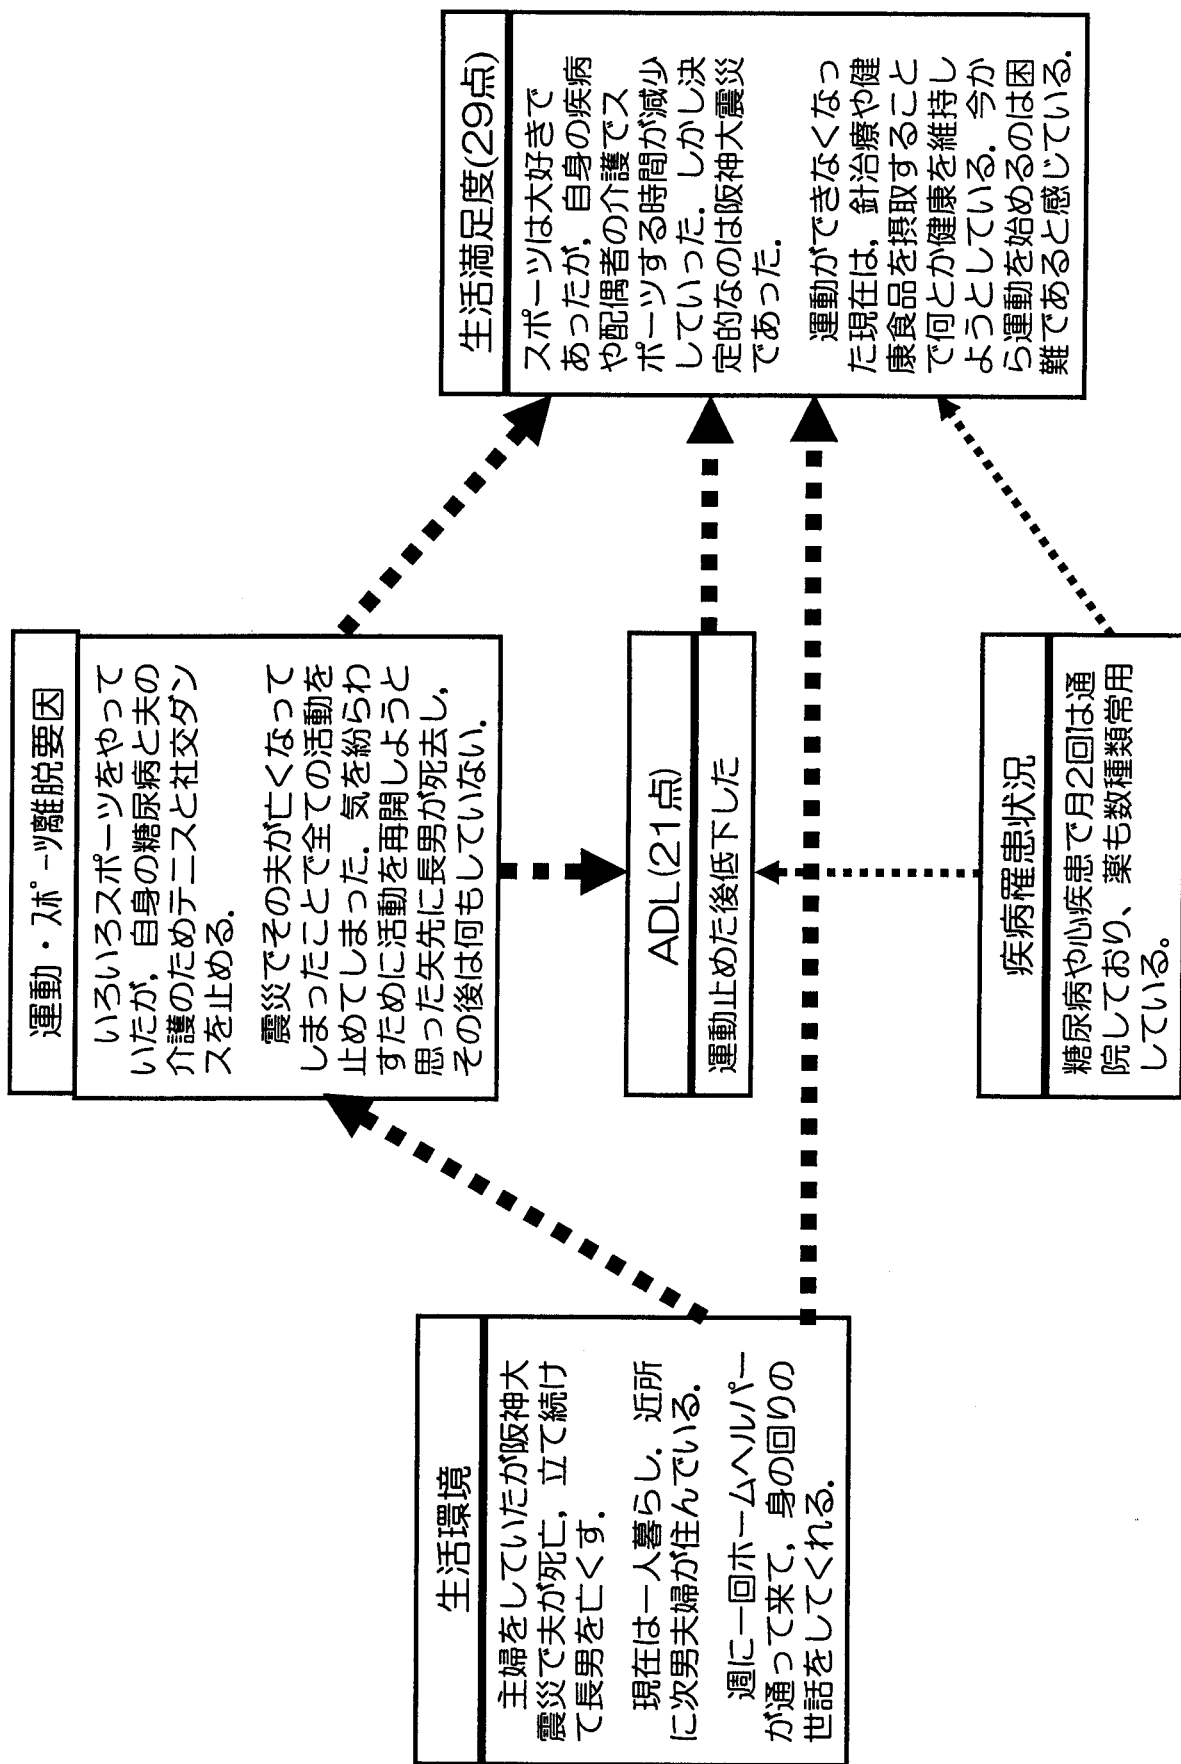 生活環境
主婦をしていたが阪神大
震災で夫が死亡，立て続け
て長男を亡くす．
現在は一人暮らし．近所
に次男夫婦が住んでいる．
週に一回ホームヘルパー
が通って来て，身の回りの
世話をしてくれる．
運動・スポーツ離脱要因
いろいろスポーツをやって
いたが，自身の糖尿病と夫の
介護のためテニスと社交ダン
スを止める．
震災でその夫が亡くなって
しまったことで全ての活動を
止めてしまった．気を紛らわ
すために活動を再開しようと
思った矢先に長男が死去し，
その後は何もしていない．
ADL(21点)
運動止めた後低下した
疾病罹患状況
糖尿病や心疾患で月2回は通
院しており、薬も数種類常用
している。
生活満足度(29点)
スポーツは大好きで
あったが，自身の疾病
や配偶者の介護でス
ポーツする時間が減少
していった．しかし決
定的なのは阪神大震災
であった．
運動ができなくなっ
た現在は，針治療や健
康食品を摂取すること
で何とか健康を維持し
ようとしている．今か
ら運動を始めるのは困
難であると感じている．